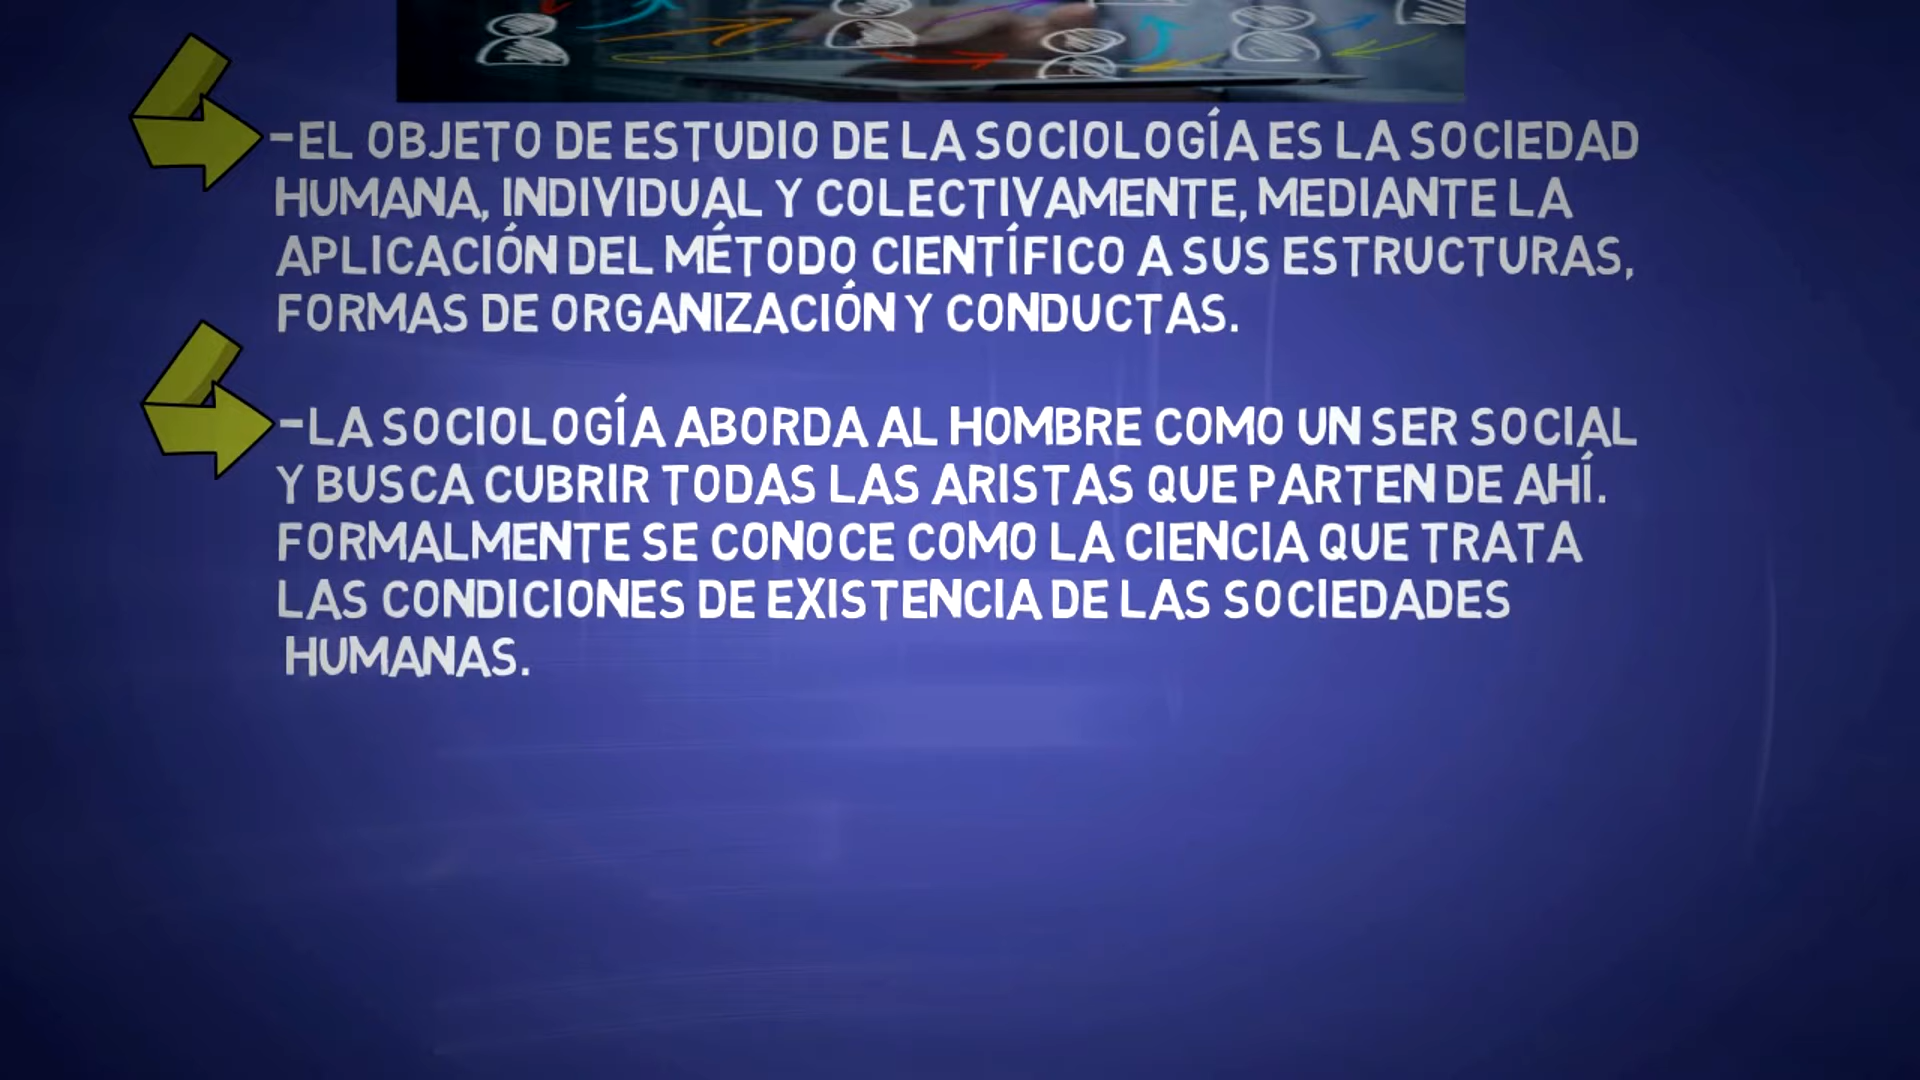 -EL OBJETO DE ESTUDIO DE LA SOCIOLOGÍA ES LA SOCIEDAD
HUMANA, INDIVIDUAL Y COLECTIVAMENTE, MEDIANTE LA
APLICACIÓN DEL MÉTODO CIENTÍFICO A SUS ESTRUCTURAS,
FORMAS DE ORGANIZACIÓN Y CONDUCTAS.
-LA SOCIOLOGÍA ABORDA AL HOMBRE COMO UN SER SOCIAL
Y BUSCA CUBRIR TODAS LAS ARISTAS QUE PARTEN DE AHÍ.
FORMALMENTE SE CONOCE COMO LA CIENCIA QUE TRATA
LAS CONDICIONES DE EXISTENCIA DE LAS SOCIEDADES
HUMANAS.